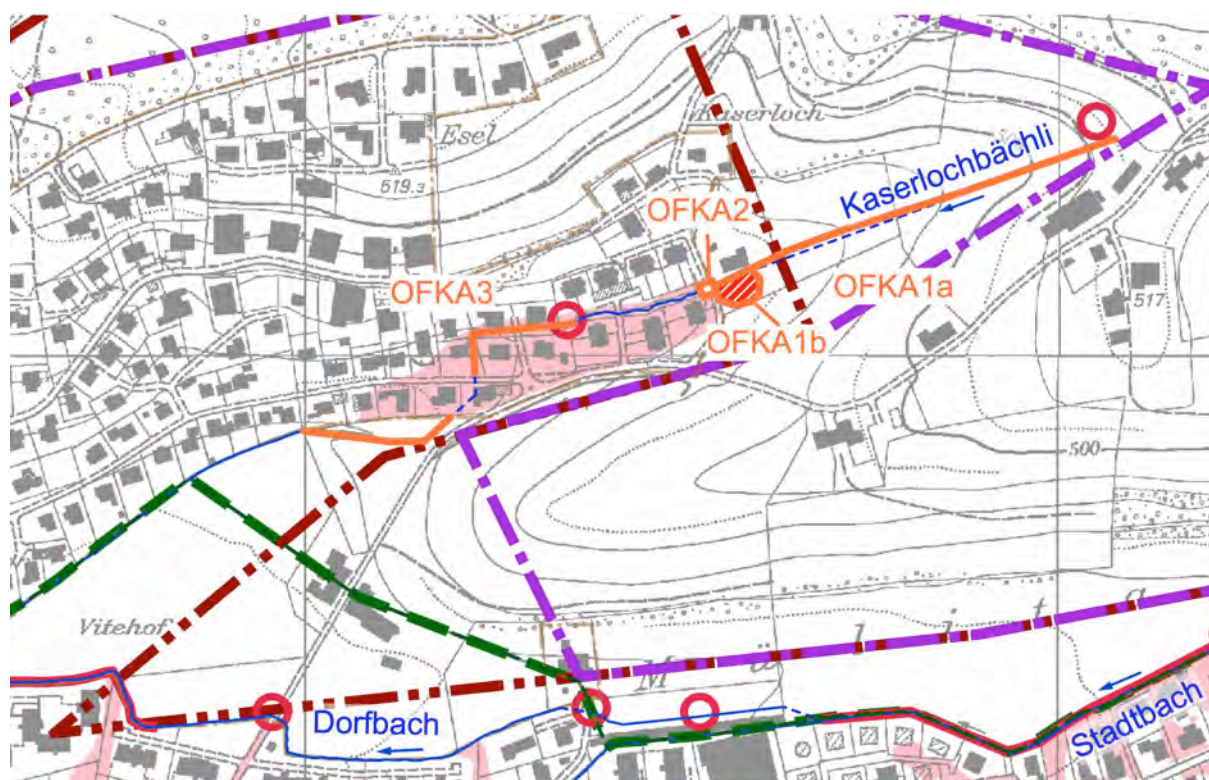 Kaserloch
Esel
Kaserlochbächli
519.3
OFKA2
OFKA3
OFKA1a
517
OFKA1b
500
Vitehof
M ü l i t a
Dorfbach
Stadtbach